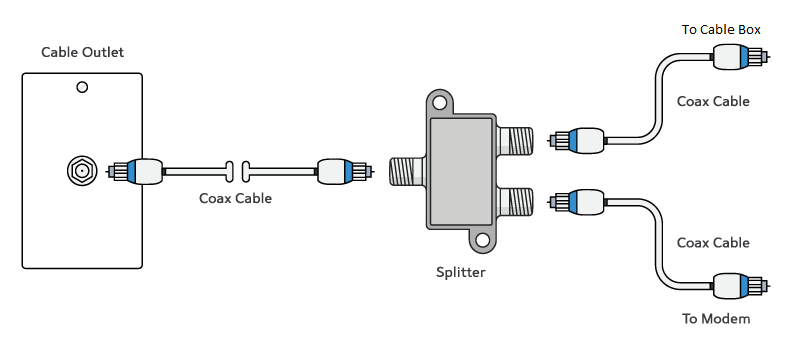 To Cable Box
Cable Outlet
Coax Cable
Coax Cable
Coax Cable
Splitter
To Modem